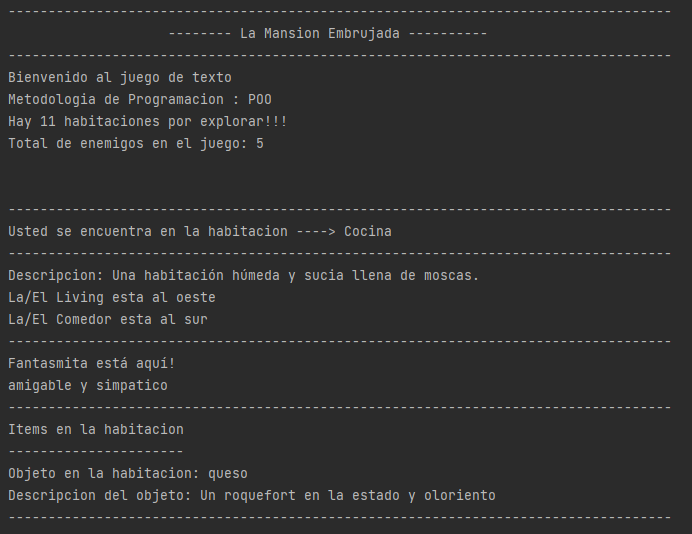 -----------------------------------------------------------------------------------
-------- La Mansion Embrujada ----------
-----------------------------------------------------------------------------------
Bienvenido al juego de texto
Metodologia de Programacion : POO
Hay 11 habitaciones por explorar!!!
Total de enemigos en el juego: 5
-----------------------------------------------------------------------------------
Usted se encuentra en la habitacion ----> Cocina
-----------------------------------------------------------------------------------
Descripcion: Una habitación húmeda y sucia llena de moscas.
La/El Living esta al oeste
La/El Comedor esta al sur
-----------------------------------------------------------------------------------
Fantasmita está aquí!
amigable y simpatico
-----------------------------------------------------------------------------------
Items en la habitacion
----------------------
Objeto en la habitacion: queso
Descripcion del objeto: Un roquefort en la estado y oloriento
-----------------------------------------------------------------------------------